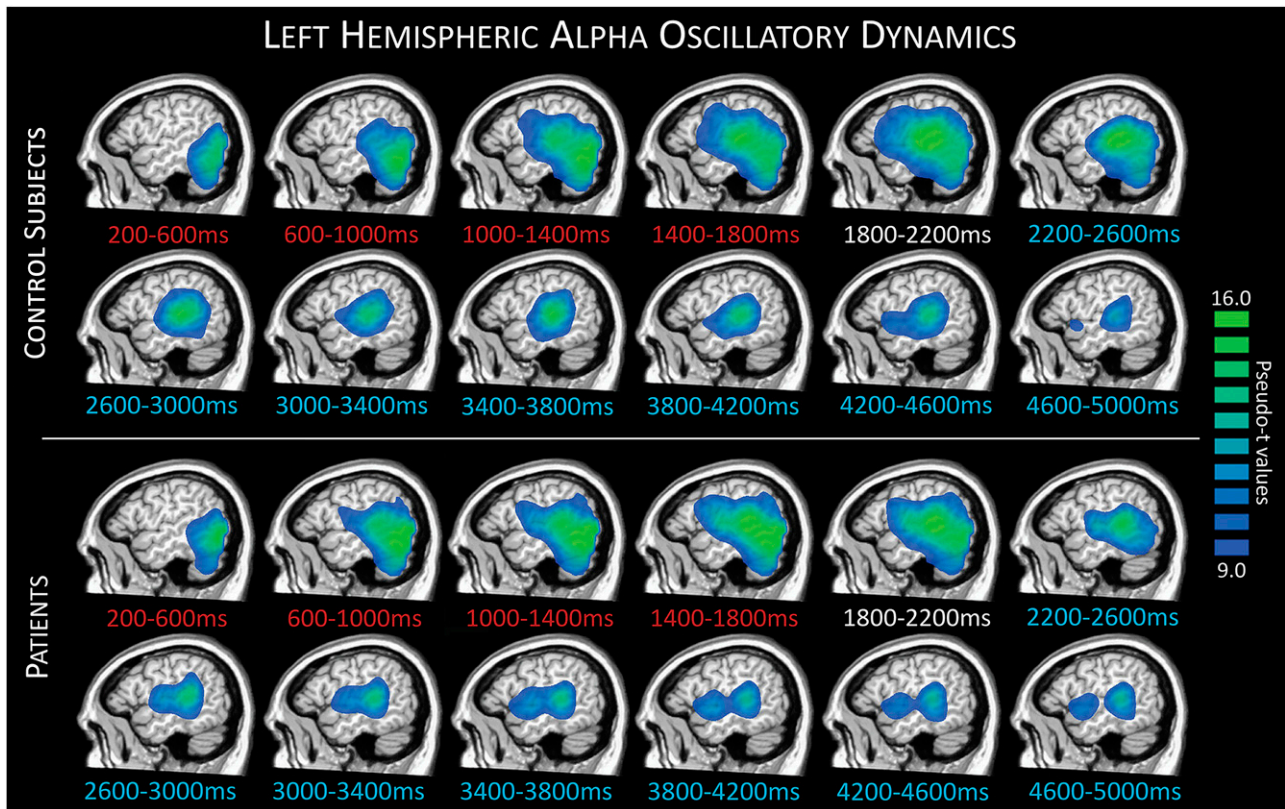 LEFT HEMISPHERIC ALPHA OSCILLATORY DYNAMICS
CONTROL SUBJECTS
200-600ms 600-1000ms 1000-1400ms 1400-1800ms 1800-2200ms 2200-2600ms
2600-3000ms 3000-3400ms 3400-3800ms 3800-4200ms 4200-4600ms 4600-5000ms
16.0
Pseudo-t values
9.0
PATIENTS
200-600ms 600-1000ms 1000-1400ms 1400-1800ms 1800-2200ms 2200-2600ms
2600-3000ms 3000-3400ms 3400-3800ms 3800-4200ms 4200-4600ms 4600-5000ms